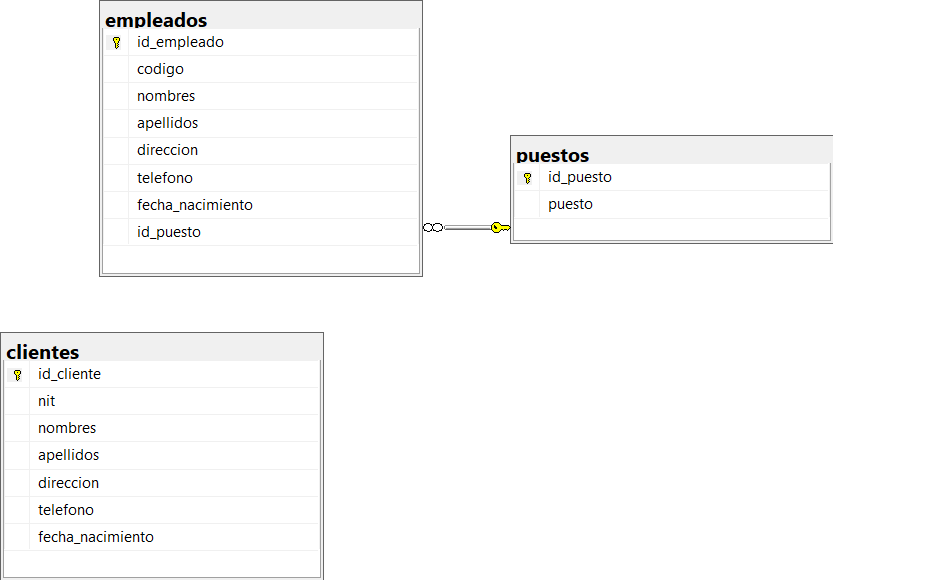 empleados
id_empleado
codigo
nombres
apellidos
direccion
telefono
fecha_nacimiento
id_puesto
puestos
id_puesto
puesto
clientes
id_cliente
nit
nombres
apellidos
direccion
telefono
fecha_nacimiento